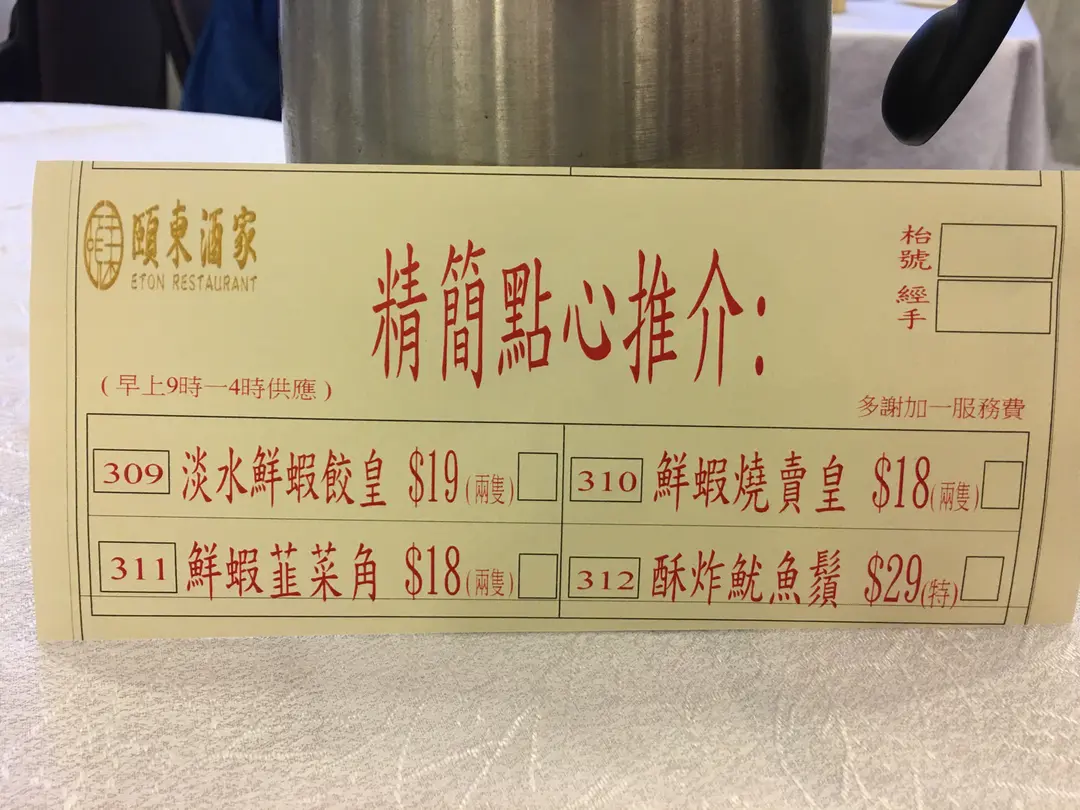 頤東酒家
ETON RESTAURANT
精簡點心推介:
枱號
經手
(早上9時一4時供應)
多謝加一服務費
309 淡水鮮蝦餃皇 $19(兩隻)
310 鮮蝦燒賣皇 $18(兩隻)
311 鮮蝦韮菜角 $18(兩隻)
312 酥炸魷魚鬚 $29(特)